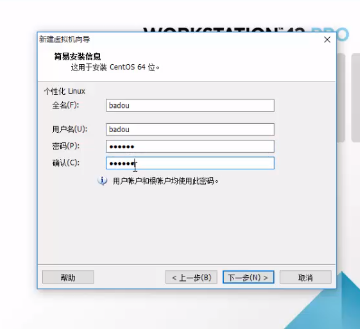 WORKSTATION™ 12 PRO
新建虚拟机向导
简易安装信息
这用于安装 CentOS 64 位。
个性化 Linux
全名(F): badou
用户名(U): badou
密码(P): ●●●●●●
确认(C): ●●●●●●
用户帐户和根帐户均使用此密码。
帮助 < 上一步(B) 下一步(N) > 取消